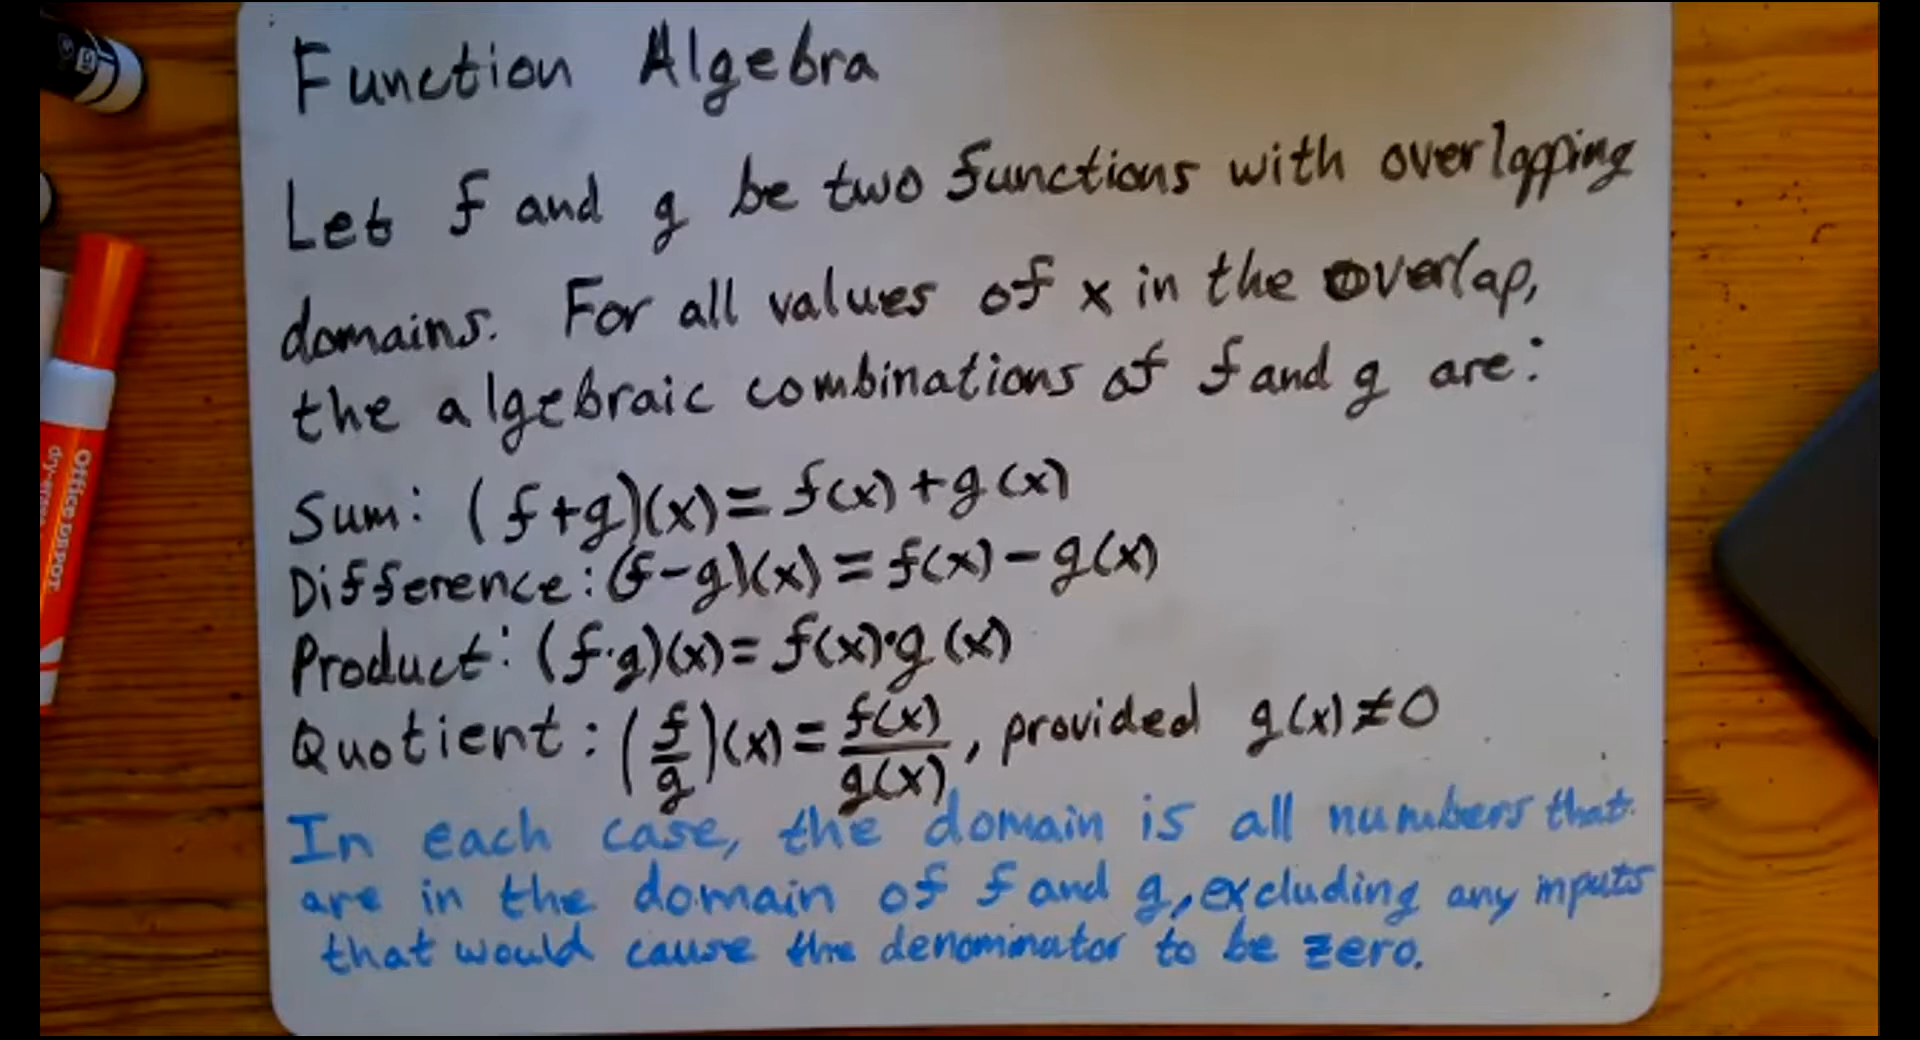 Function Algebra
Let f and g be two functions with overlapping
domains. For all values of x in the overlap,
the algebraic combinations of f and g are:
Sum: (f+g)(x)=f(x)+g(x)
Difference: (f-g)(x)=f(x)-g(x)
Product: (f·g)(x)=f(x)·g(x)
Quotient: (f/g)(x)=f(x)/g(x), provided g(x)≠0
In each case, the domain is all numbers that
are in the domain of f and g, excluding any inputs
that would cause the denominator to be zero.
Office DEPOT